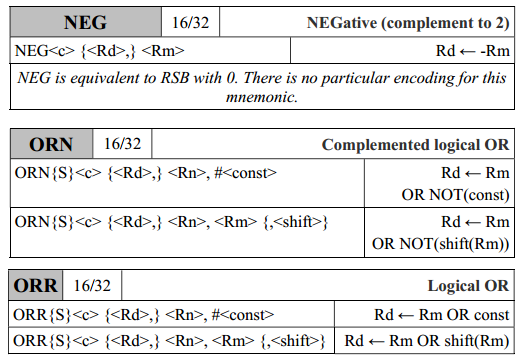 NEG 16/32 NEGative (complement to 2)
NEG<c> {<Rd>,} <Rm> Rd ← -Rm
NEG is equivalent to RSB with 0. There is no particular encoding for this
mnemonic.
ORN 16/32 Complemented logical OR
ORN{S}<c> {<Rd>,} <Rn>, #<const> Rd ← Rm
OR NOT(const)
ORN{S}<c> {<Rd>,} <Rn>, <Rm> {,<shift>} Rd ← Rm
OR NOT(shift(Rm))
ORR 16/32 Logical OR
ORR{S}<c> {<Rd>,} <Rn>, #<const> Rd ← Rm OR const
ORR{S}<c> {<Rd>,} <Rn>, <Rm> {,<shift>} Rd ← Rm OR shift(Rm)